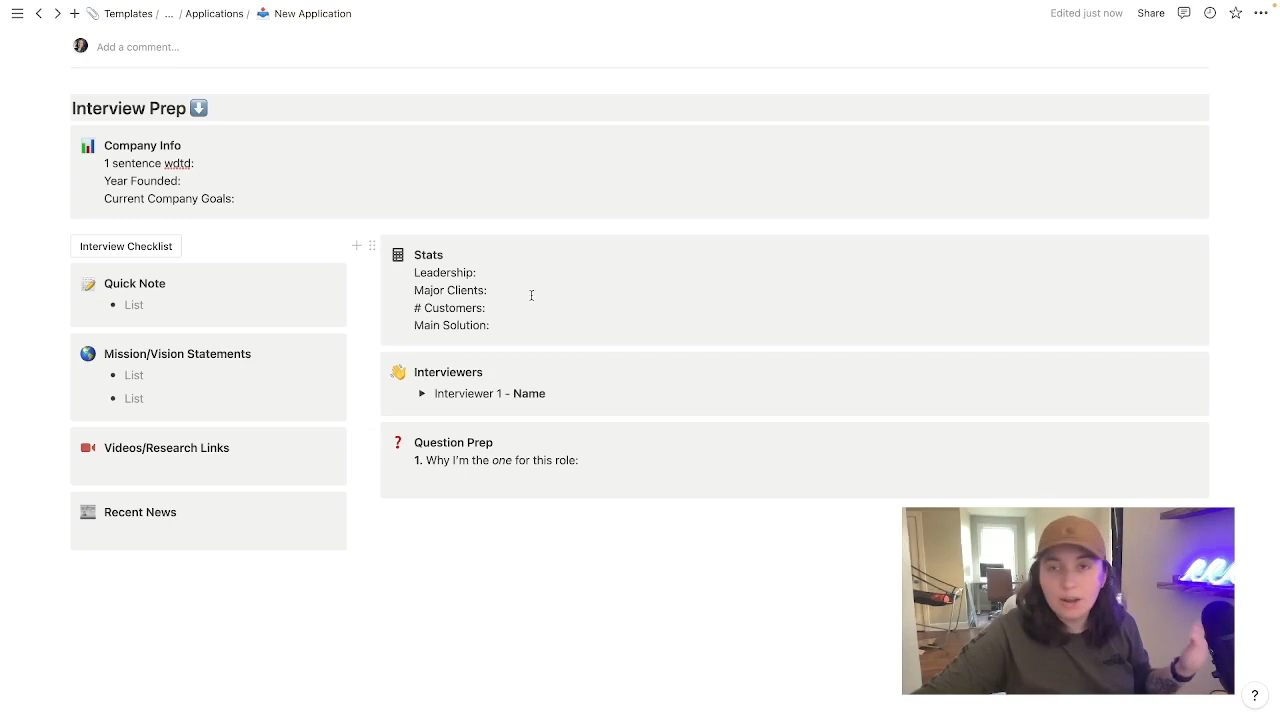 Templates / ... / Applications / New Application
Edited just now Share
Add a comment...
Interview Prep
Company Info
1 sentence wdtd:
Year Founded:
Current Company Goals:
Interview Checklist
Quick Note
List
Mission/Vision Statements
List
List
Videos/Research Links
Recent News
Stats
Leadership:
Major Clients:
# Customers:
Main Solution:
Interviewers
Interviewer 1 - Name
Question Prep
1. Why I'm the one for this role:
?